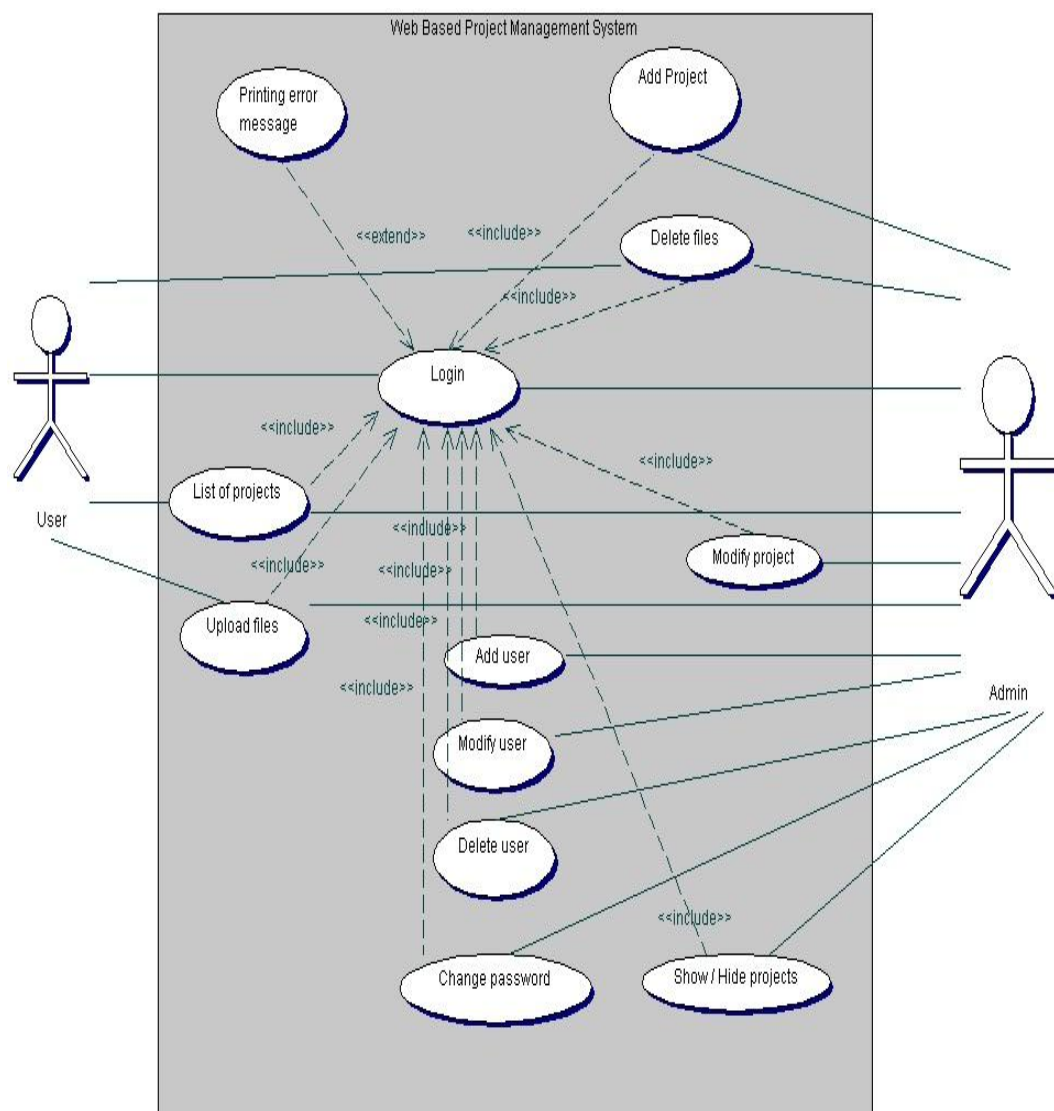 Web Based Project Management System
Printing error
message
Add Project
<<extend>>
<<include>>
Delete files
<<include>>
Login
<<include>>
<<include>>
List of projects
User
<<include>>
Modify project
<<include>>
<<include>>
Upload files
<<include>>
Add user
<<include>>
Admin
Modify user
Delete user
<<include>>
Change password
Show / Hide projects